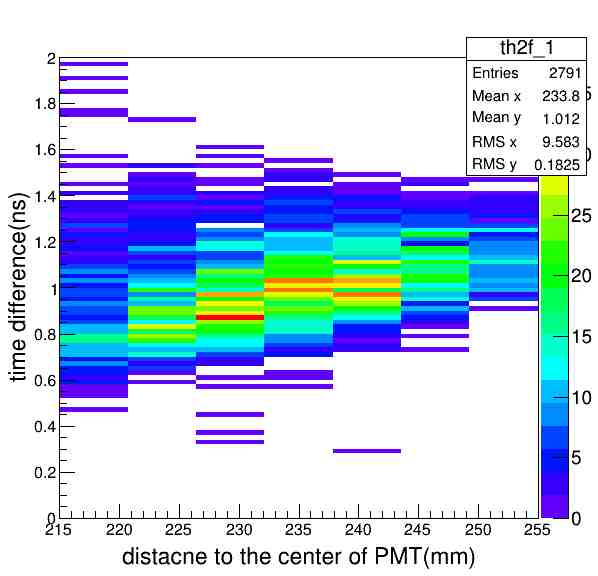 th2f_1
Entries 2791
Mean x 233.8
Mean y 1.012
RMS x 9.583
RMS y 0.1825
2
1.8
1.6
1.4
1.2
1
0.8
0.6
0.4
0.2
0
time difference(ns)
215 220 225 230 235 240 245 250 255
distacne to the center of PMT(mm)
25
20
15
10
5
0